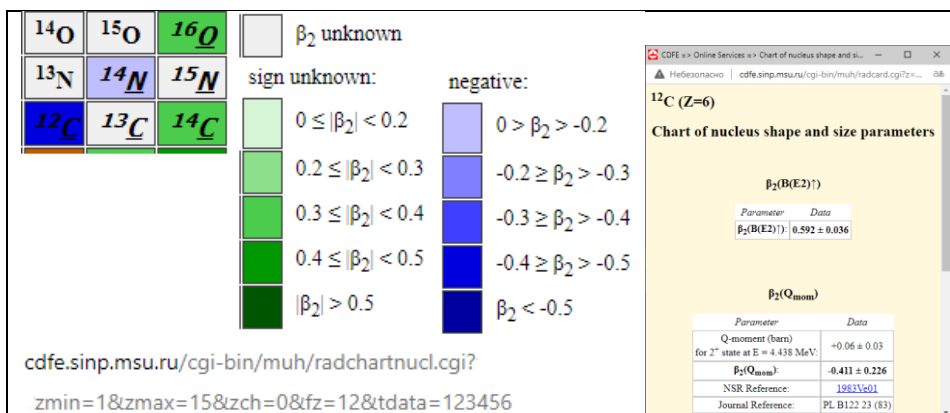 14O 15O 16O
13N 14N 15N
12C 13C 14C
β2 unknown
sign unknown:
0 ≤ |β2| < 0.2
0.2 ≤ |β2| < 0.3
0.3 ≤ |β2| < 0.4
0.4 ≤ |β2| < 0.5
|β2| > 0.5
negative:
0 > β2 > -0.2
-0.2 ≥ β2 > -0.3
-0.3 ≥ β2 > -0.4
-0.4 ≥ β2 > -0.5
β2 < -0.5
cdfe.sinp.msu.ru/cgi-bin/muh/radchartnucl.cgi?
zmin=1&zmax=15&zch=0&fz=12&tdata=123456
CDFE => Online Services => Chart of nucleus shape and si...
Небезопасно | cdfe.sinp.msu.ru/cgi-bin/muh/radcard.cgi?z=...
12C (Z=6)
Chart of nucleus shape and size parameters
β2(B(E2)↑)
Parameter Data
β2(B(E2)↑): 0.592 ± 0.036
β2(Qmom)
Parameter Data
Q-moment (barn)
for 2+ state at E = 4.438 MeV: +0.06 ± 0.03
β2(Qmom): -0.411 ± 0.226
NSR Reference: 1983Ve01
Journal Reference: PL B122 23 (83)